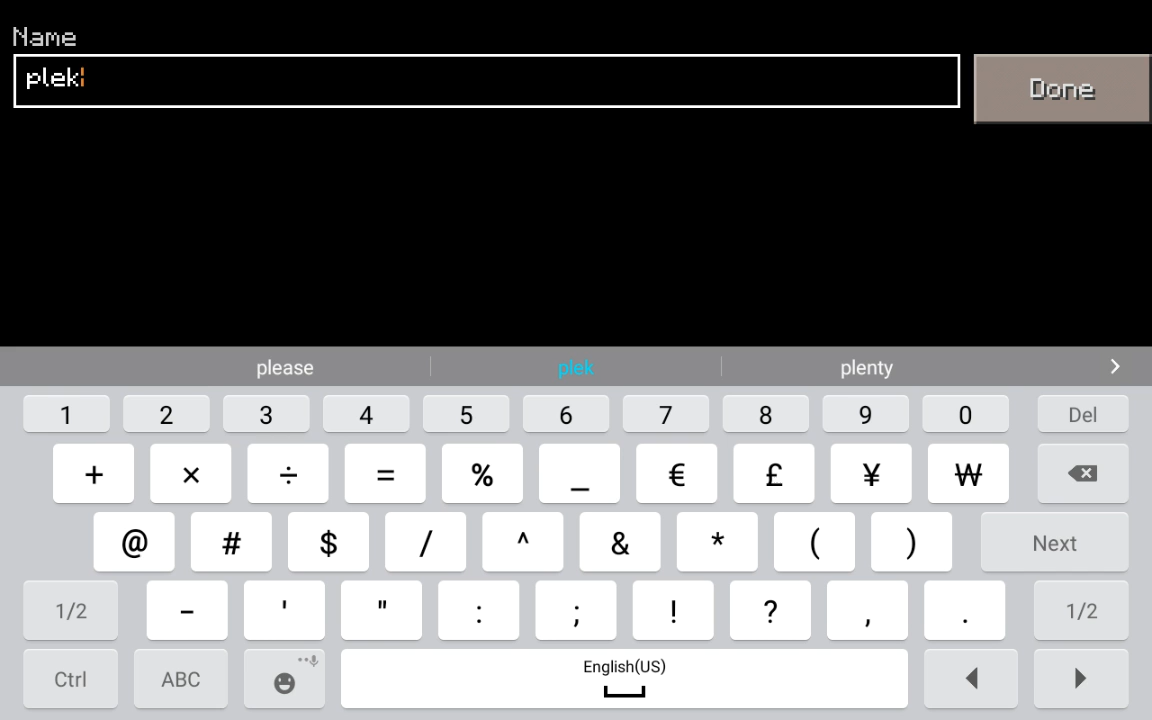 Name
plek
Done
please plek plenty >
1 2 3 4 5 6 7 8 9 0 Del
+ × ÷ = % _ € £ ¥ ₩
@ # $ / ^ & * ( ) Next
1/2 - ' " : ; ! ? , . 1/2
Ctrl ABC English(US)